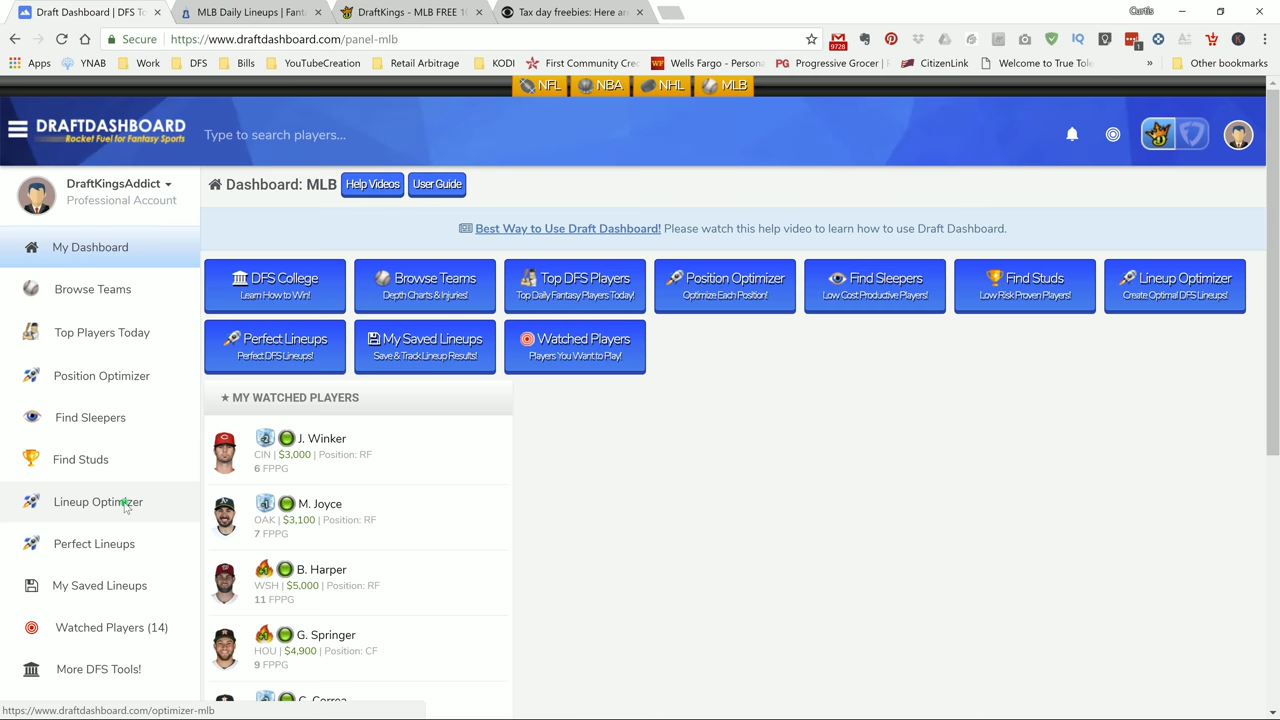 Draft Dashboard | DFS To
MLB Daily Lineups | Fant
DraftKings - MLB FREE 10
Tax day freebies: Here ar
Curtis
Secure
https://www.draftdashboard.com/panel-mlb
9728
1
K
Apps
YNAB
Work
DFS
Bills
YouTubeCreation
Retail Arbitrage
KODI
First Community Cre
Wells Fargo - Persona
PG Progressive Grocer |
CitizenLink
Welcome to True Tole
»
Other bookmarks
NFL
NBA
NHL
MLB
DRAFTDASHBOARD
Rocket Fuel for Fantasy Sports
Type to search players...
DraftKingsAddict
Professional Account
Dashboard: MLB
Help Videos
User Guide
Best Way to Use Draft Dashboard! Please watch this help video to learn how to use Draft Dashboard.
My Dashboard
Browse Teams
Top Players Today
Position Optimizer
Find Sleepers
Find Studs
Lineup Optimizer
Perfect Lineups
My Saved Lineups
Watched Players (14)
More DFS Tools!
DFS College
Learn How to Win!
Browse Teams
Depth Charts & Injuries!
Top DFS Players
Top Daily Fantasy Players Today!
Position Optimizer
Optimize Each Position!
Find Sleepers
Low Cost Productive Players!
Find Studs
Low Risk Proven Players!
Lineup Optimizer
Create Optimal DFS Lineups!
Perfect Lineups
Perfect DFS Lineups!
My Saved Lineups
Save & Track Lineup Results!
Watched Players
Players You Want to Play!
★ MY WATCHED PLAYERS
J. Winker
CIN | $3,000 | Position: RF
6 FPPG
M. Joyce
OAK | $3,100 | Position: RF
7 FPPG
B. Harper
WSH | $5,000 | Position: RF
11 FPPG
G. Springer
HOU | $4,900 | Position: CF
9 FPPG
C. Correa
https://www.draftdashboard.com/optimizer-mlb